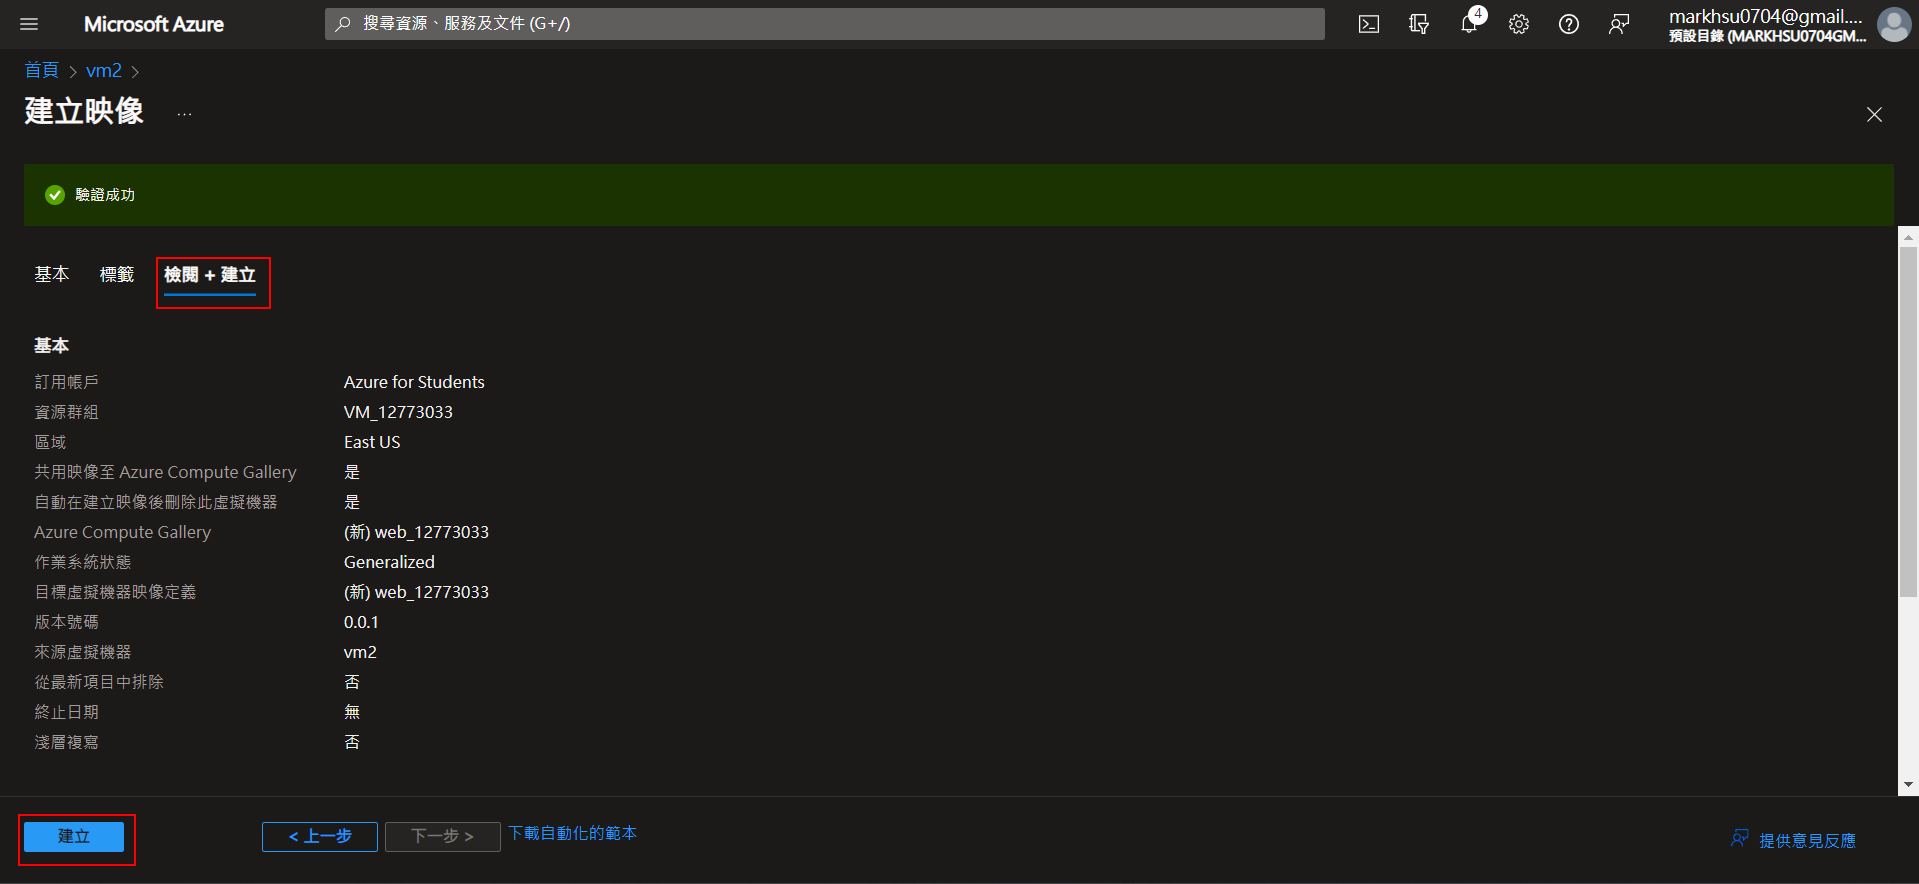 Microsoft Azure
搜尋資源、服務及文件 (G+/)
4
markhsu0704@gmail....
預設目錄 (MARKHSU0704GM...
首頁 > vm2 >
建立映像 ...
驗證成功
基本 標籤 檢閱 + 建立
基本
訂用帳戶 Azure for Students
資源群組 VM_12773033
區域 East US
共用映像至 Azure Compute Gallery 是
自動在建立映像後刪除此虛擬機器 是
Azure Compute Gallery (新) web_12773033
作業系統狀態 Generalized
目標虛擬機器映像定義 (新) web_12773033
版本號碼 0.0.1
來源虛擬機器 vm2
從最新項目中排除 否
終止日期 無
淺層複寫 否
建立 < 上一步 下一步 > 下載自動化的範本 提供意見反應